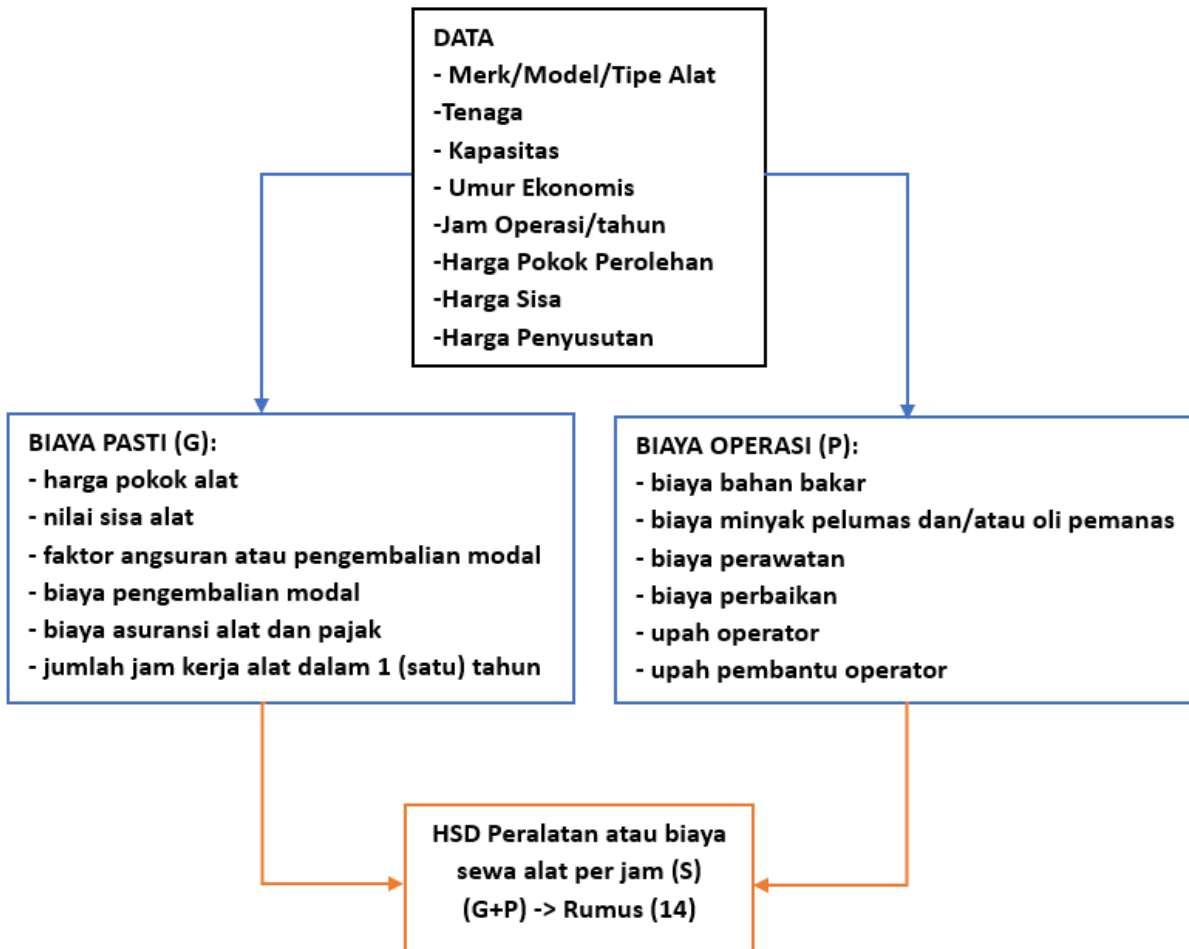 DATA
- Merk/Model/Tipe Alat
-Tenaga
- Kapasitas
- Umur Ekonomis
-Jam Operasi/tahun
-Harga Pokok Perolehan
-Harga Sisa
-Harga Penyusutan
BIAYA PASTI (G):
- harga pokok alat
- nilai sisa alat
- faktor angsuran atau pengembalian modal
- biaya pengembalian modal
- biaya asuransi alat dan pajak
- jumlah jam kerja alat dalam 1 (satu) tahun
BIAYA OPERASI (P):
- biaya bahan bakar
- biaya minyak pelumas dan/atau oli pemanas
- biaya perawatan
- biaya perbaikan
- upah operator
- upah pembantu operator
HSD Peralatan atau biaya
sewa alat per jam (S)
(G+P) -> Rumus (14)